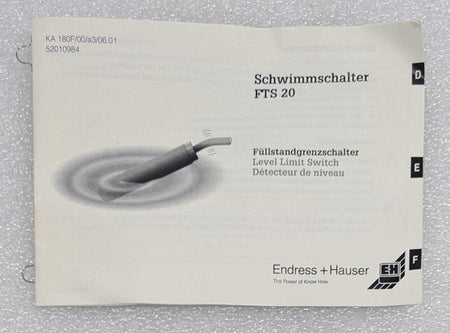 KA 180F/00/a3/06.01
52010984
Schwimmschalter
FTS 20
D
Füllstandgrenzschalter
Level Limit Switch
Détecteur de niveau
E
Endress + Hauser
The Power of Know How
EH
F